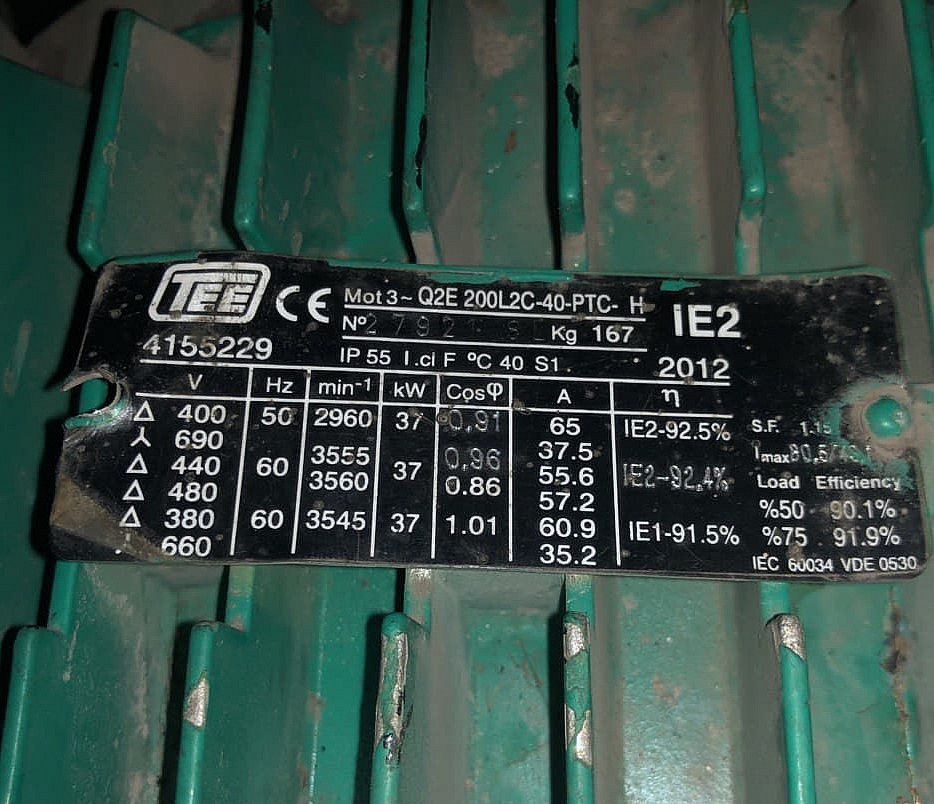 TEE CE Mot 3~ Q2E 200L2C-40-PTC- H IE2
Nº Kg 167
4155229 IP 55 I.cl F ºC 40 S1 2012
V Hz min-1 kW Cosφ A η
Δ 400 50 2960 37 0,91 65 IE2-92.5% S.F. 1.15
Y 690 37.5
Δ 440 60 3555 37 0,96 55.6 IE2-92,4%
Δ 480 3560 0.86 57.2
Δ 380 60 3545 37 1.01 60.9 IE1-91.5%
660 35.2
Imax
Load Efficiency
%50 90.1%
%75 91.9%
IEC 60034 VDE 0530